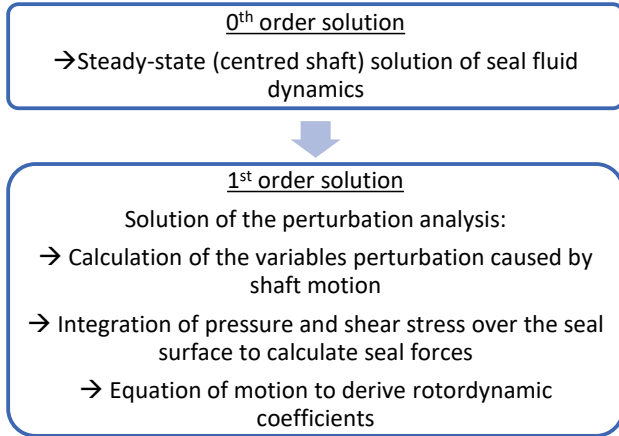 0th order solution
→Steady-state (centred shaft) solution of seal fluid
dynamics
1st order solution
Solution of the perturbation analysis:
→ Calculation of the variables perturbation caused by
shaft motion
→ Integration of pressure and shear stress over the seal
surface to calculate seal forces
→ Equation of motion to derive rotordynamic
coefficients